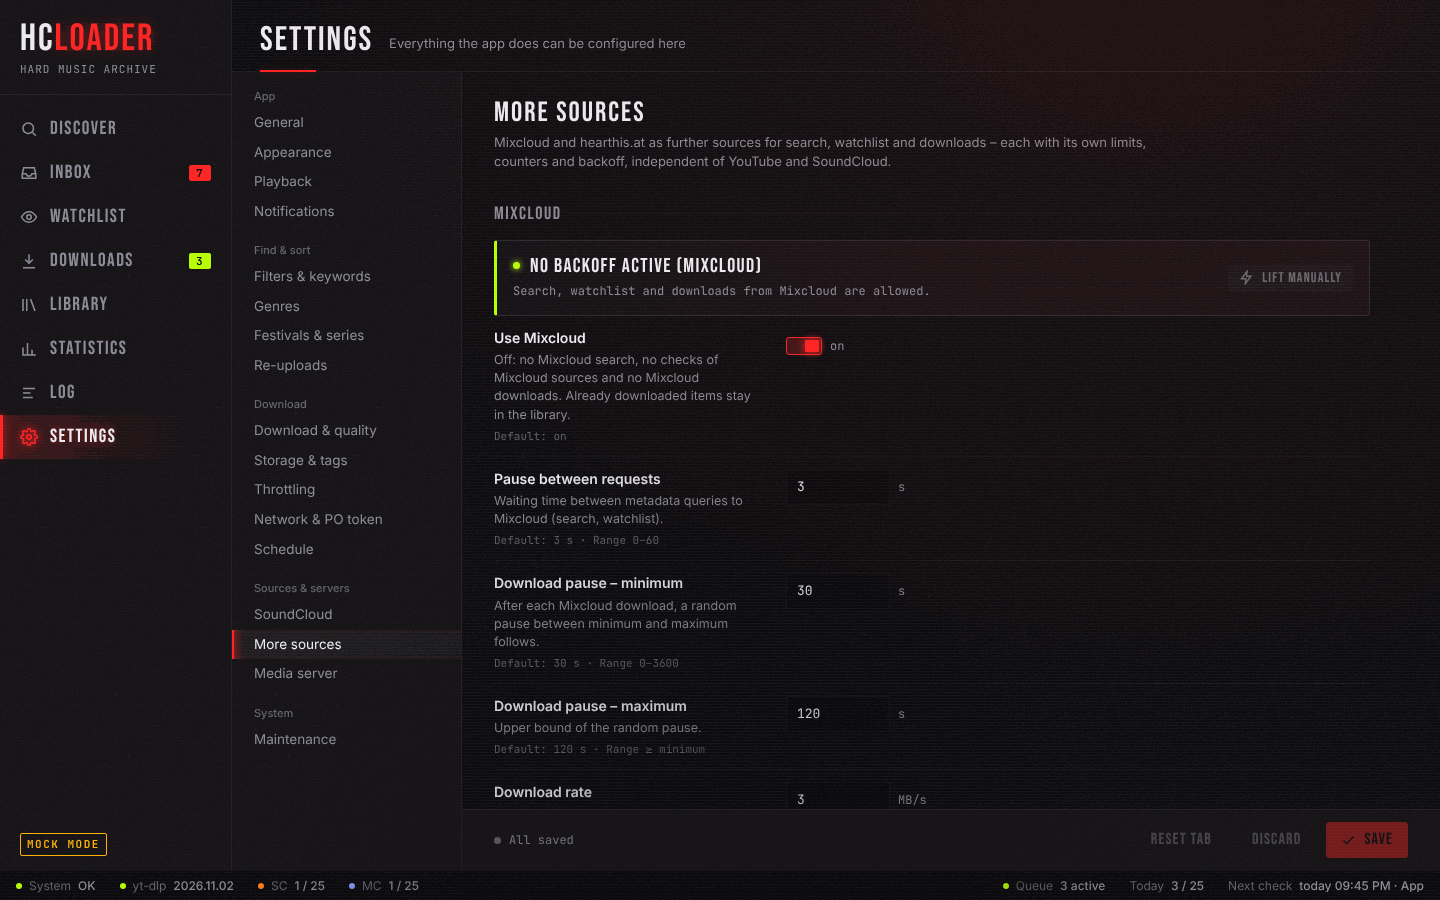 HCLOADER
HARD MUSIC ARCHIVE
DISCOVER
INBOX 7
WATCHLIST
DOWNLOADS 3
LIBRARY
STATISTICS
LOG
SETTINGS
MOCK MODE
SETTINGS Everything the app does can be configured here
App
General
Appearance
Playback
Notifications
Find & sort
Filters & keywords
Genres
Festivals & series
Re-uploads
Download
Download & quality
Storage & tags
Throttling
Network & PO token
Schedule
Sources & servers
SoundCloud
More sources
Media server
System
Maintenance
MORE SOURCES
Mixcloud and hearthis.at as further sources for search, watchlist and downloads – each with its own limits,
counters and backoff, independent of YouTube and SoundCloud.
MIXCLOUD
NO BACKOFF ACTIVE (MIXCLOUD)
Search, watchlist and downloads from Mixcloud are allowed.
LIFT MANUALLY
Use Mixcloud on
Off: no Mixcloud search, no checks of
Mixcloud sources and no Mixcloud
downloads. Already downloaded items stay
in the library.
Default: on
Pause between requests 3 s
Waiting time between metadata queries to
Mixcloud (search, watchlist).
Default: 3 s · Range 0–60
Download pause – minimum 30 s
After each Mixcloud download, a random
pause between minimum and maximum
follows.
Default: 30 s · Range 0–3600
Download pause – maximum 120 s
Upper bound of the random pause.
Default: 120 s · Range ≥ minimum
Download rate 3 MB/s
All saved RESET TAB DISCARD SAVE
System OK yt-dlp 2026.11.02 SC 1 / 25 MC 1 / 25 Queue 3 active Today 3 / 25 Next check today 09:45 PM · App